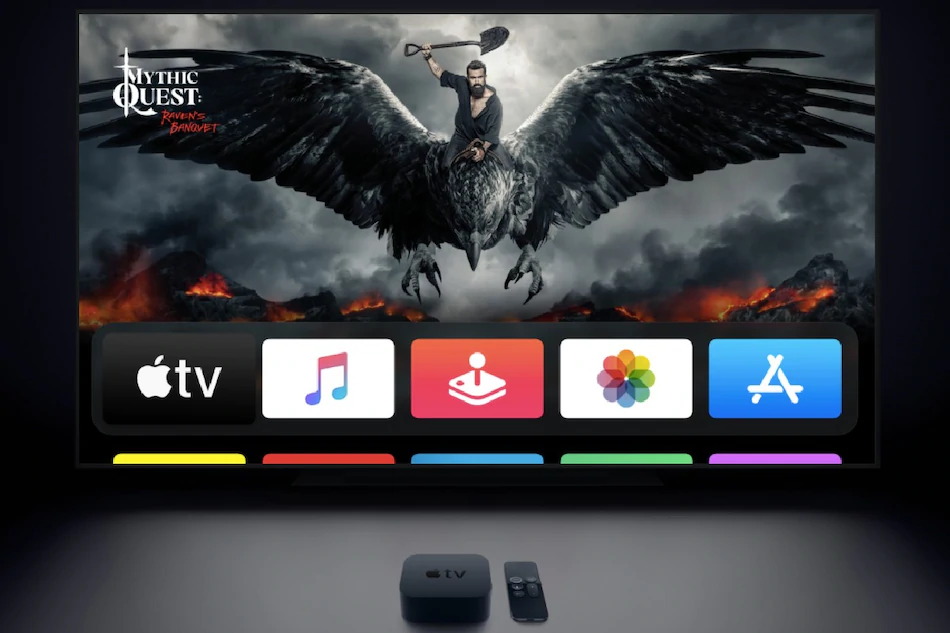 MYTHIC
QUEST:
RAVEN'S
BANQUET
tv
tv